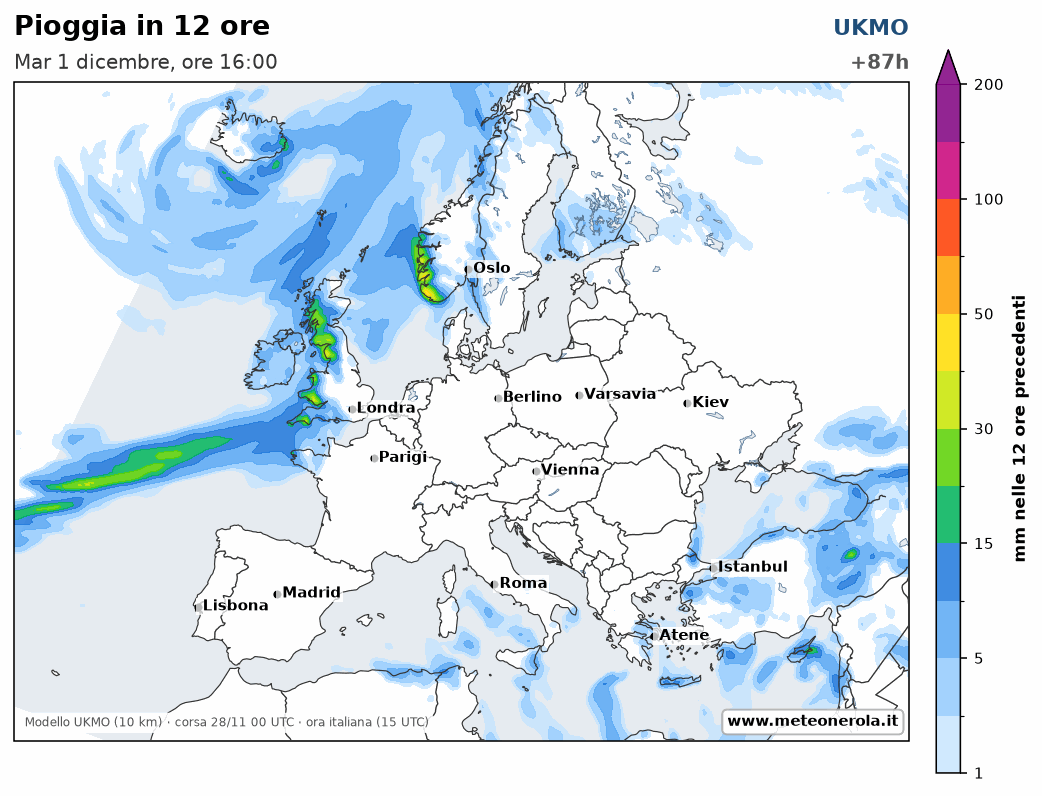 Pioggia in 12 ore
UKMO
Mar 1 dicembre, ore 16:00
+87h
200
100
50
30
15
5
1
mm nelle 12 ore precedenti
Oslo
Berlino
Varsavia
Kiev
Londra
Parigi
Vienna
Istanbul
Roma
Madrid
Lisbona
Atene
Modello UKMO (10 km) · corsa 28/11 00 UTC · ora italiana (15 UTC)
www.meteonerola.it